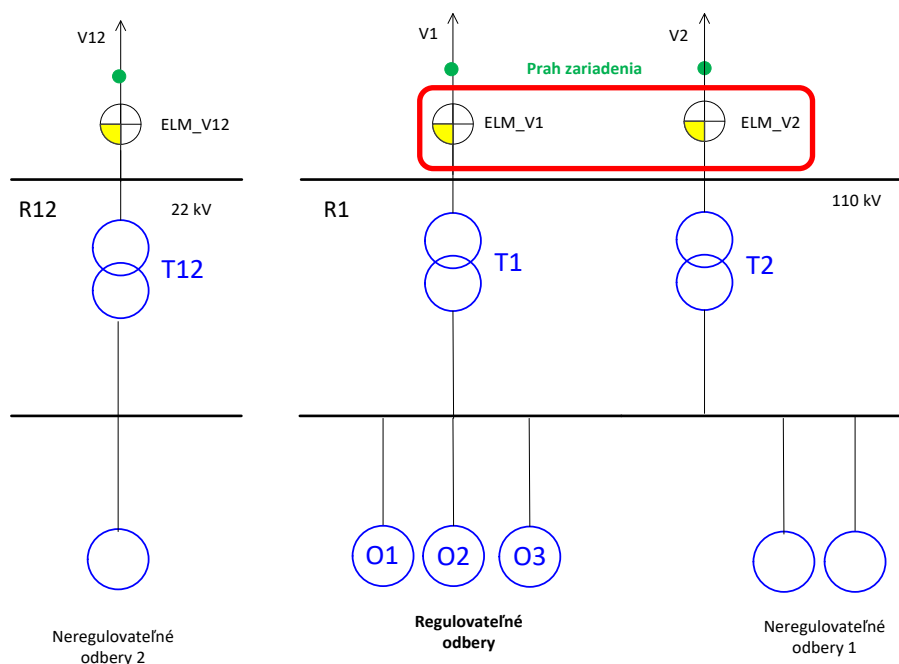 V12
V1
V2
Prah zariadenia
ELM_V12
ELM_V1
ELM_V2
R12
22 kV
R1
110 kV
T12
T1
T2
O1
O2
O3
Neregulovateľné
odbery 2
Regulovateľné
odbery
Neregulovateľné
odbery 1